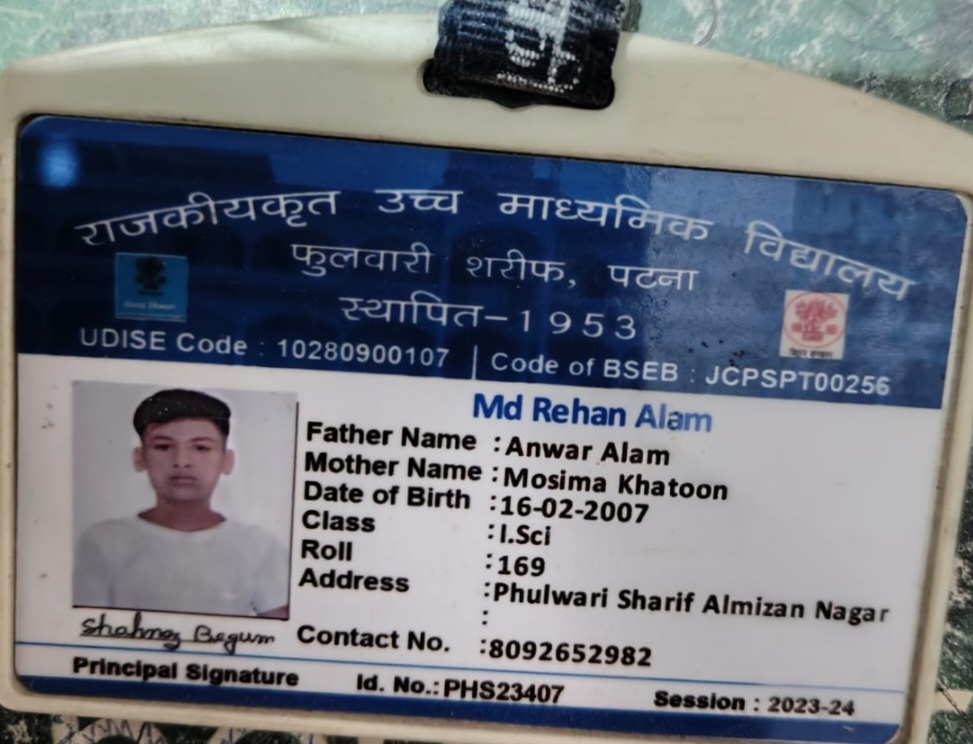 राजकीयकृत उच्च माध्यमिक विद्यालय
फुलवारी शरीफ, पटना
स्थापित-1953
बिहार सरकार
UDISE Code : 10280900107 | Code of BSEB : JCPSPT00256
Md Rehan Alam
Father Name : Anwar Alam
Mother Name : Mosima Khatoon
Date of Birth : 16-02-2007
Class : I.Sci
Roll : 169
Address : Phulwari Sharif Almizan Nagar
:
Contact No. : 8092652982
Shahnaz Begum
Principal Signature
Id. No.: PHS23407
Session : 2023-24